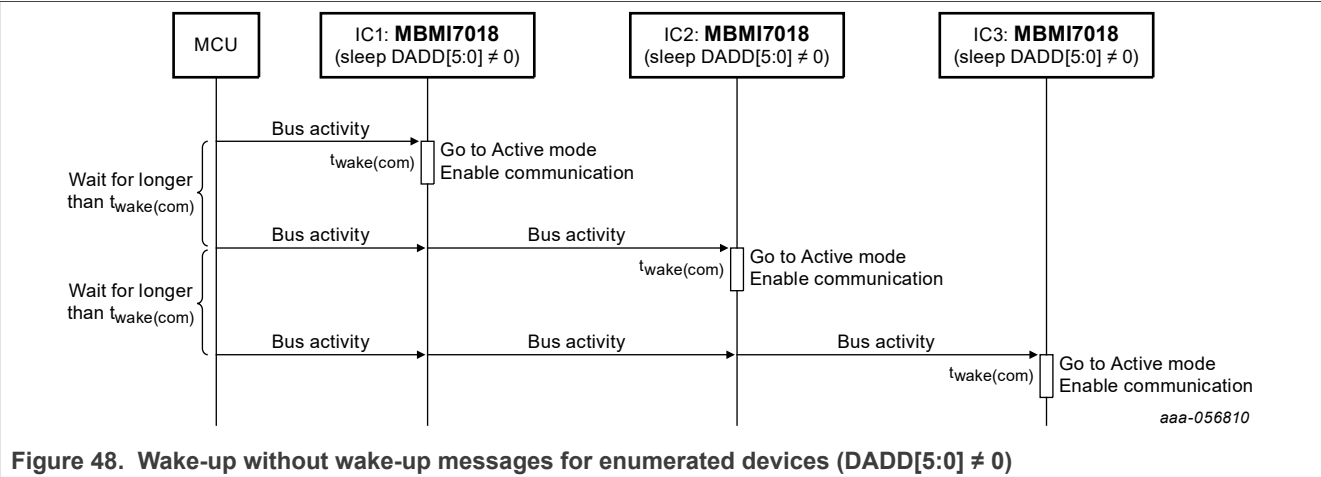 MCU
IC1: MBMI7018
(sleep DADD[5:0] ≠ 0)
IC2: MBMI7018
(sleep DADD[5:0] ≠ 0)
IC3: MBMI7018
(sleep DADD[5:0] ≠ 0)
Bus activity
twake(com)
Go to Active mode
Enable communication
Wait for longer
than twake(com)
Bus activity
Bus activity
twake(com)
Go to Active mode
Enable communication
Wait for longer
than twake(com)
Bus activity
Bus activity
Bus activity
twake(com)
Go to Active mode
Enable communication
aaa-056810
Figure 48. Wake-up without wake-up messages for enumerated devices (DADD[5:0] ≠ 0)